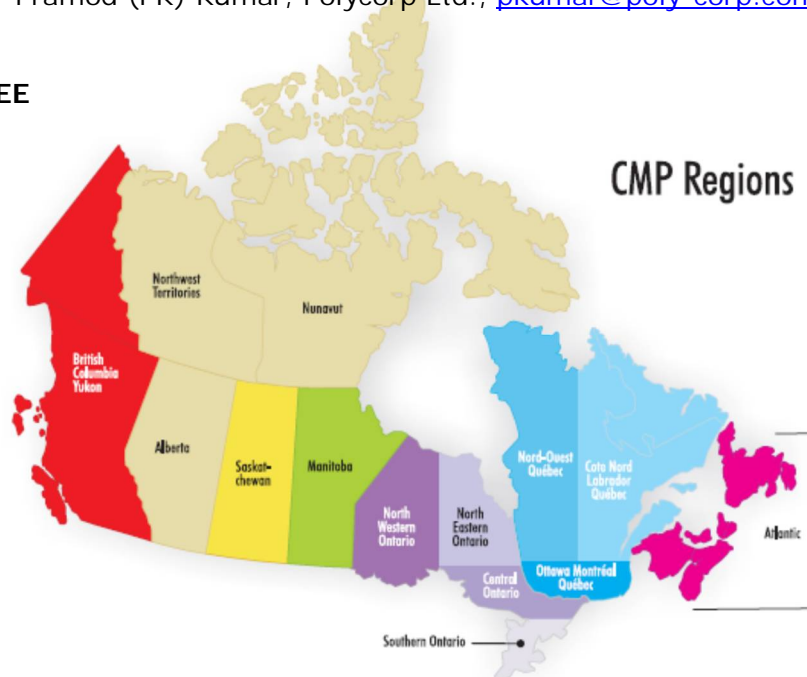 Pramod (PK) Kumar, Polycorp Ltd.,
EE
CMP Regions
Northwest
Territories
Nunavut
British
Columbia
Yukon
Alberta
Saskat-
chewan
Manitoba
North
Western
Ontario
North
Eastern
Ontario
Nord-Ouest
Québec
Cota Nord
Labrador
Québec
Atlantic
Central
Ontario
Ottawa Montréal
Québec
Southern Ontario